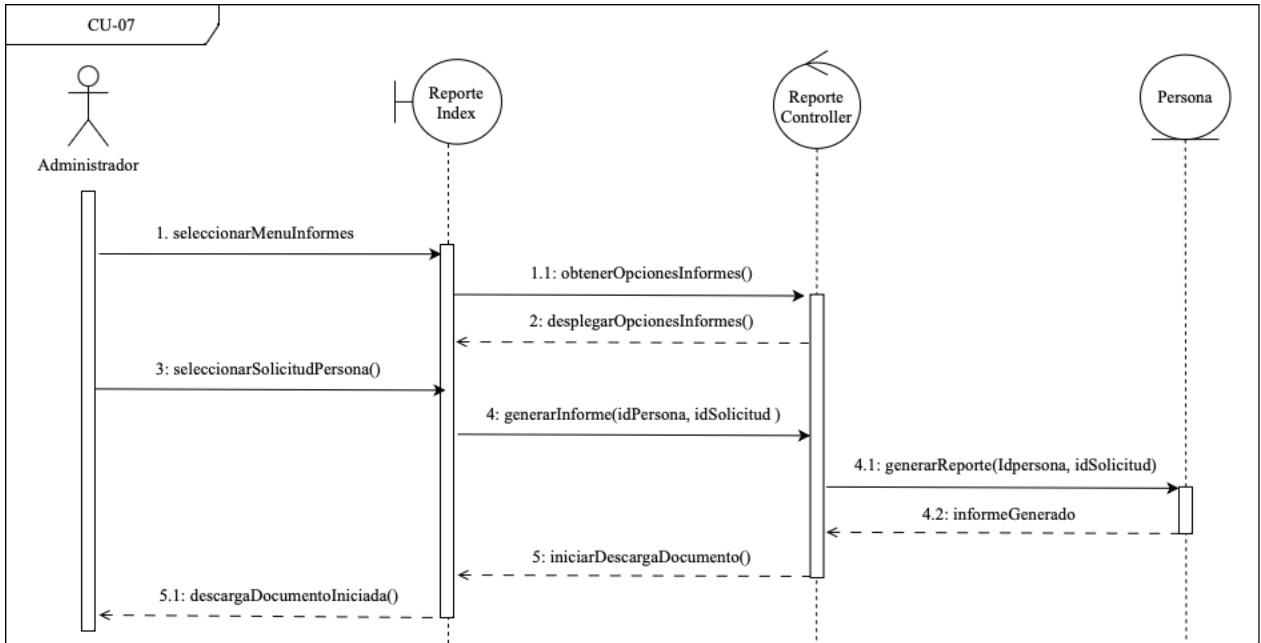 CU-07
Reporte
Index
Reporte
Controller
Persona
Administrador
1. seleccionarMenuInformes
1.1: obtenerOpcionesInformes()
2: desplegarOpcionesInformes()
3: seleccionarSolicitudPersona()
4: generarInforme(idPersona, idSolicitud )
4.1: generarReporte(Idpersona, idSolicitud)
4.2: informeGenerado
5: iniciarDescargaDocumento()
5.1: descargaDocumentoIniciada()